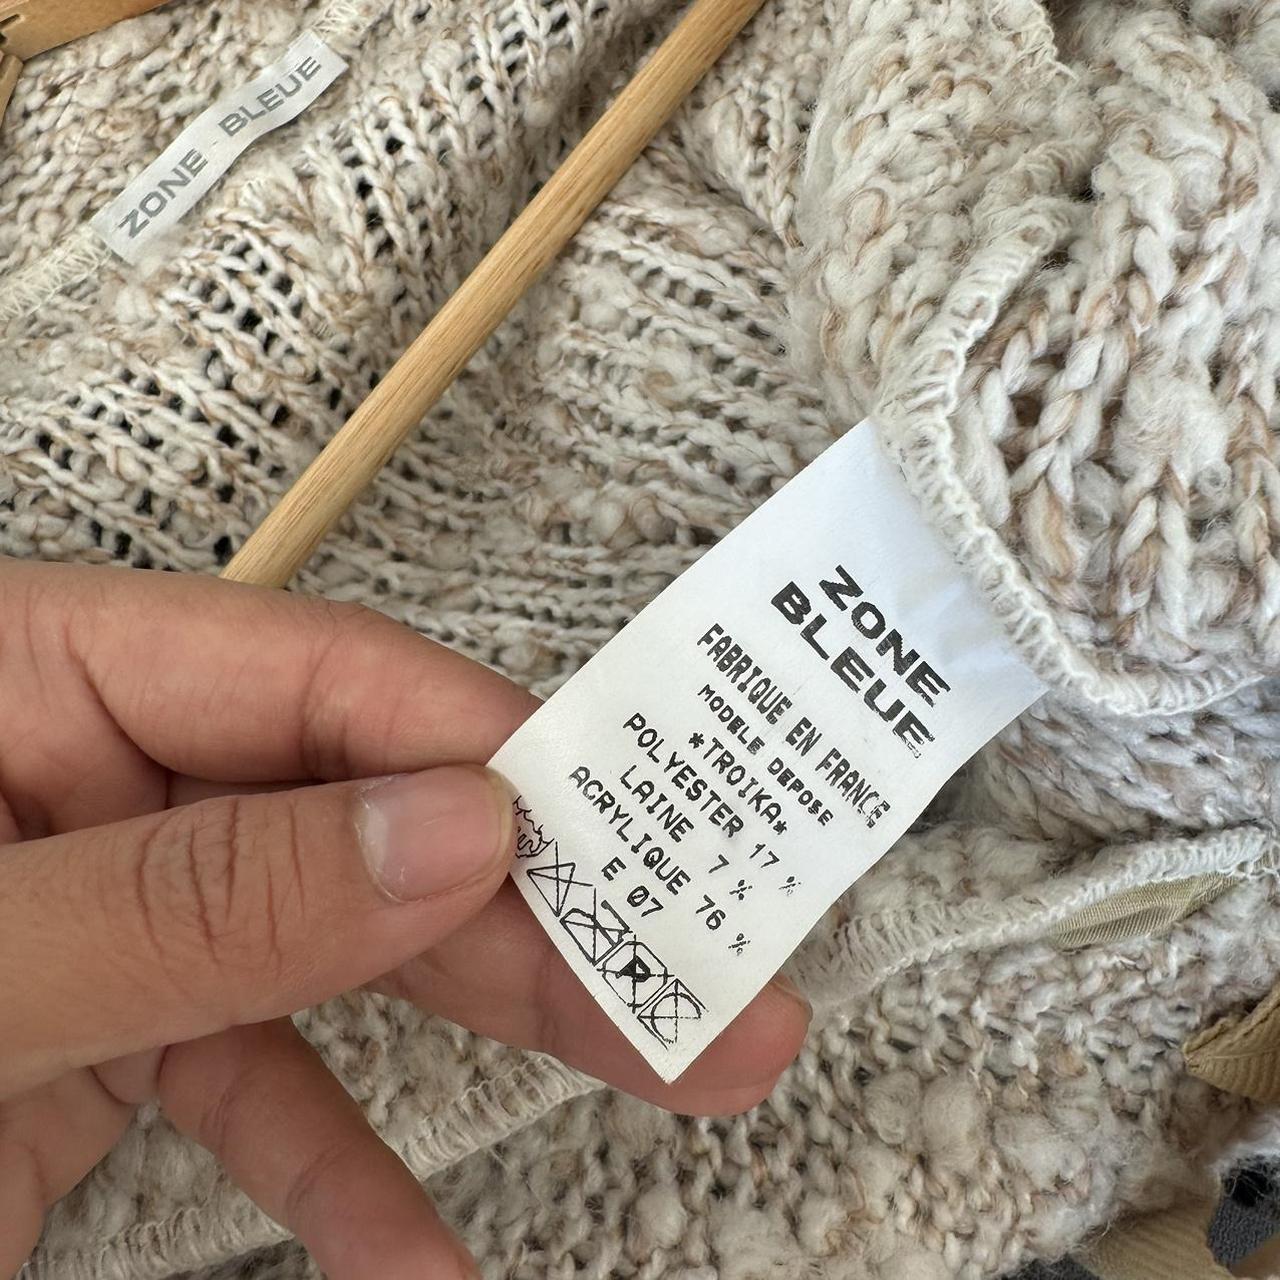 ZONE - BLEUE
ZONE
BLEUE
FABRIQUE EN FRANCE
MODELE DEPOSE
*TROIKA*
POLYESTER 17 %
LAINE 7 %
ACRYLIQUE 76 %
E 07
P